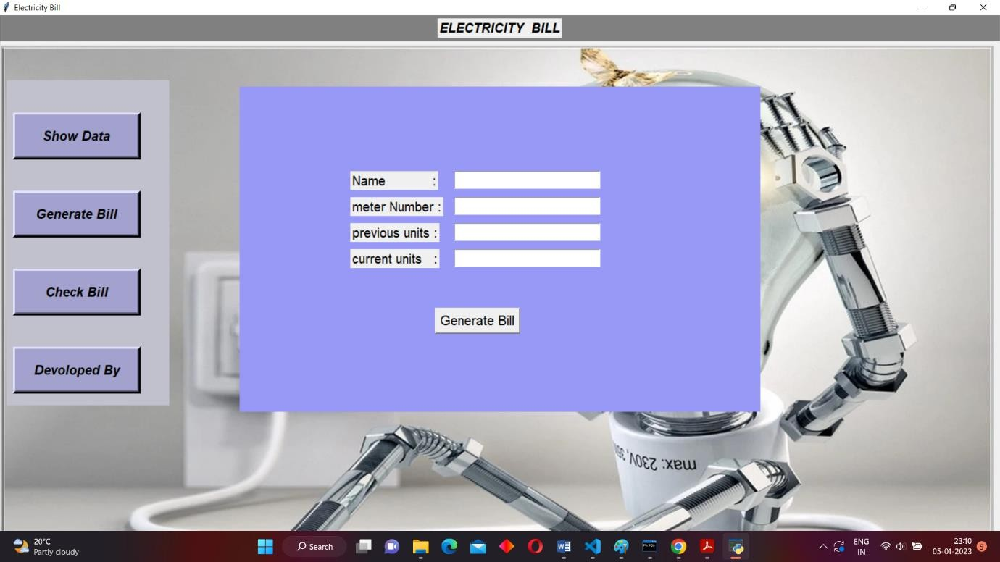 Electricity Bill
ELECTRICITY BILL
Show Data
Generate Bill
Check Bill
Devoloped By
Name :
meter Number :
previous units :
current units :
Generate Bill
max: 230V, 35
20°C
Partly cloudy
Search
ENG
IN
23:10
05-01-2023
5